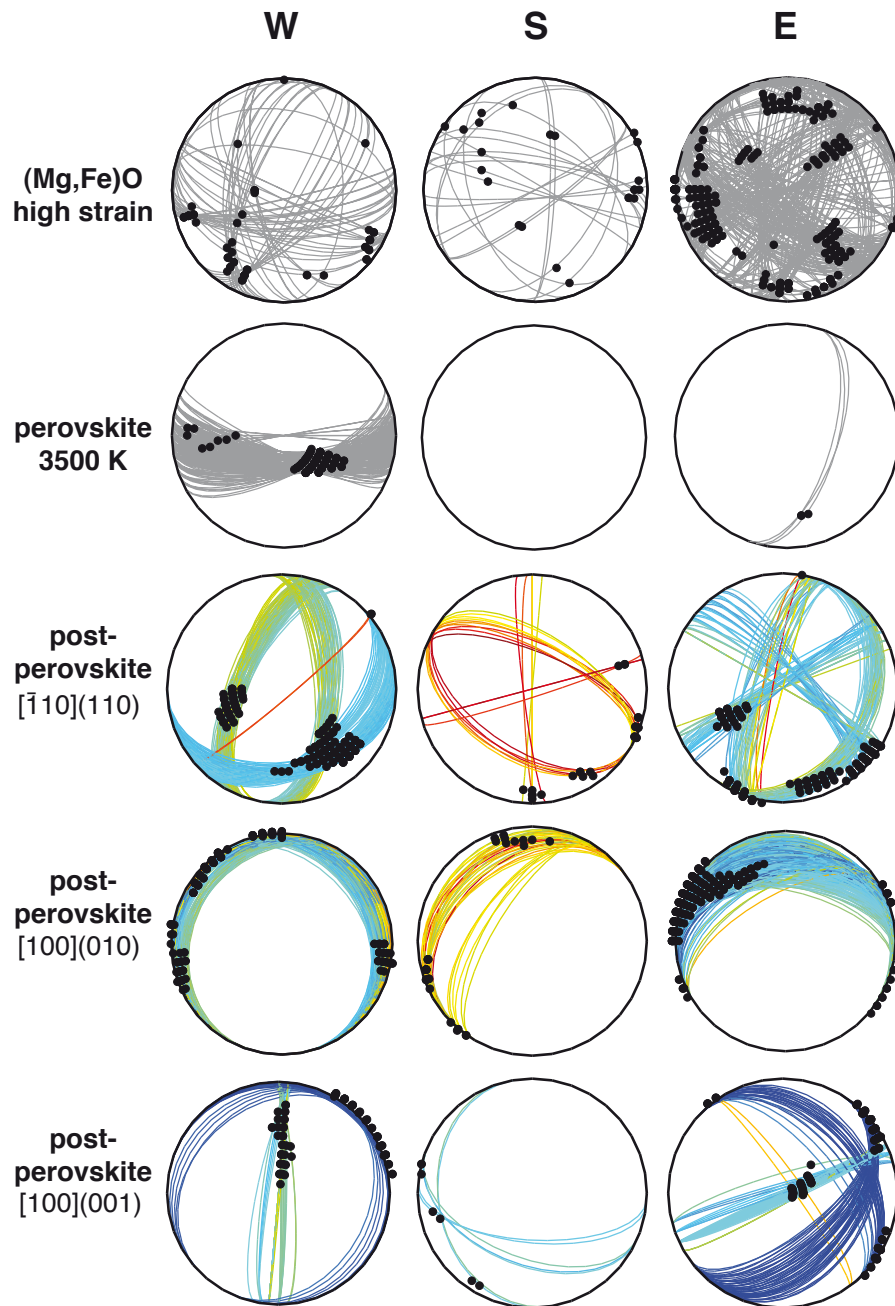 W S E
(Mg,Fe)O
high strain
perovskite
3500 K
post-
perovskite
[1̄10](110)
post-
perovskite
[100](010)
post-
perovskite
[100](001)